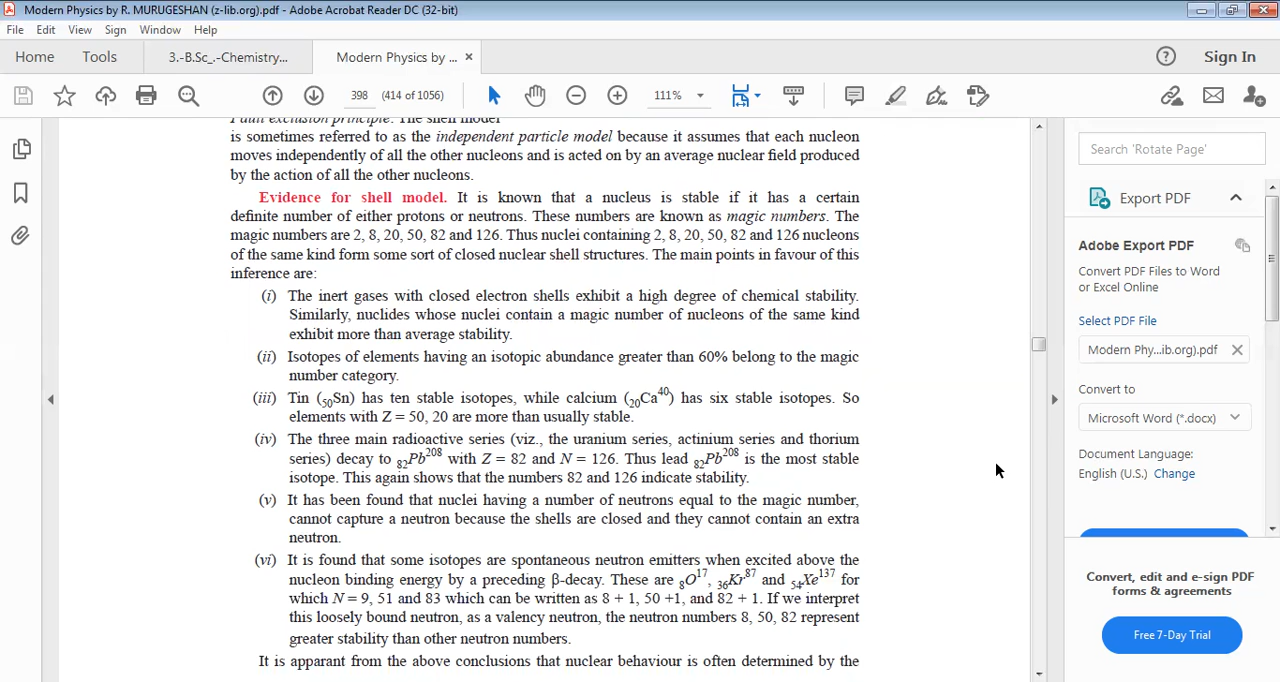 Modern Physics by R. MURUGESHAN (z-lib.org).pdf - Adobe Acrobat Reader DC (32-bit)
File Edit View Sign Window Help
Home Tools 3.-B.Sc_.-Chemistry... Modern Physics by ... × ? Sign In
398 (414 of 1056) 111%
Pauli exclusion principle. The shell model
is sometimes referred to as the independent particle model because it assumes that each nucleon
moves independently of all the other nucleons and is acted on by an average nuclear field produced
by the action of all the other nucleons.
Evidence for shell model. It is known that a nucleus is stable if it has a certain
definite number of either protons or neutrons. These numbers are known as magic numbers. The
magic numbers are 2, 8, 20, 50, 82 and 126. Thus nuclei containing 2, 8, 20, 50, 82 and 126 nucleons
of the same kind form some sort of closed nuclear shell structures. The main points in favour of this
inference are:
(i) The inert gases with closed electron shells exhibit a high degree of chemical stability.
Similarly, nuclides whose nuclei contain a magic number of nucleons of the same kind
exhibit more than average stability.
(ii) Isotopes of elements having an isotopic abundance greater than 60% belong to the magic
number category.
(iii) Tin (₅₀Sn) has ten stable isotopes, while calcium (₂₀Ca⁴⁰) has six stable isotopes. So
elements with Z = 50, 20 are more than usually stable.
(iv) The three main radioactive series (viz., the uranium series, actinium series and thorium
series) decay to ₈₂Pb²⁰⁸ with Z = 82 and N = 126. Thus lead ₈₂Pb²⁰⁸ is the most stable
isotope. This again shows that the numbers 82 and 126 indicate stability.
(v) It has been found that nuclei having a number of neutrons equal to the magic number,
cannot capture a neutron because the shells are closed and they cannot contain an extra
neutron.
(vi) It is found that some isotopes are spontaneous neutron emitters when excited above the
nucleon binding energy by a preceding β-decay. These are ₈O¹⁷, ₃₆Kr⁸⁷ and ₅₄Xe¹³⁷ for
which N = 9, 51 and 83 which can be written as 8 + 1, 50 +1, and 82 + 1. If we interpret
this loosely bound neutron, as a valency neutron, the neutron numbers 8, 50, 82 represent
greater stability than other neutron numbers.
It is apparant from the above conclusions that nuclear behaviour is often determined by the
Search 'Rotate Page'
Export PDF
Adobe Export PDF
Convert PDF Files to Word
or Excel Online
Select PDF File
Modern Phy...ib.org).pdf ×
Convert to
Microsoft Word (*.docx)
Document Language:
English (U.S.) Change
Convert, edit and e-sign PDF
forms & agreements
Free 7-Day Trial